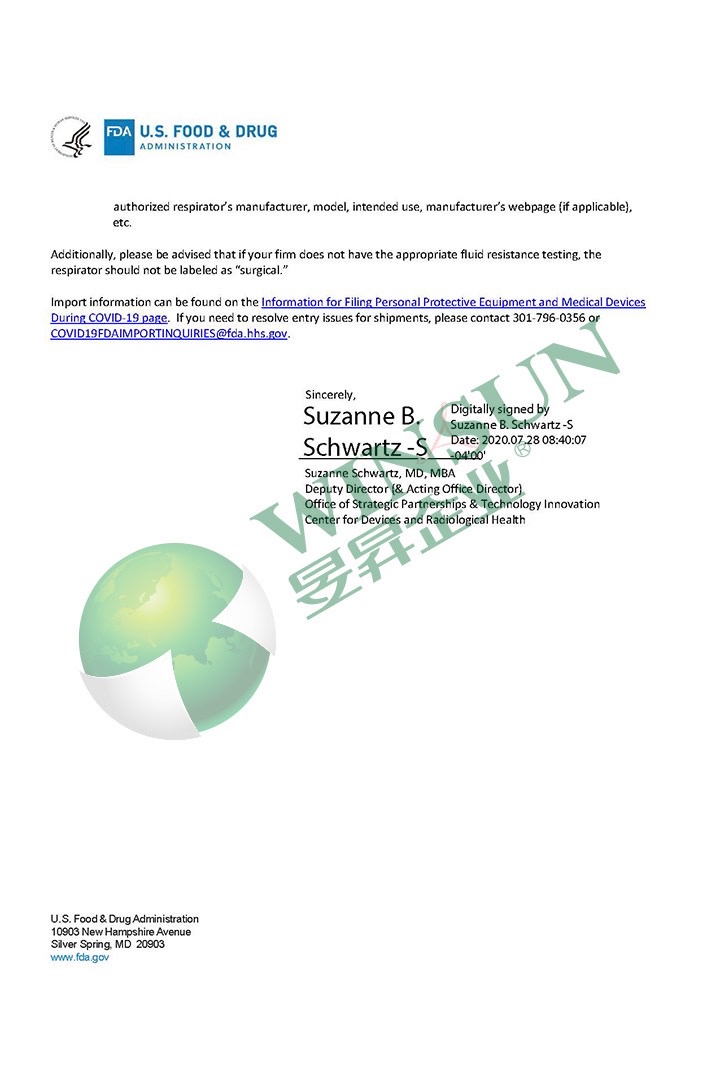 FDA U.S. FOOD & DRUG
ADMINISTRATION
authorized respirator's manufacturer, model, intended use, manufacturer's webpage (if applicable),
etc.
Additionally, please be advised that if your firm does not have the appropriate fluid resistance testing, the
respirator should not be labeled as “surgical.”
Import information can be found on the Information for Filing Personal Protective Equipment and Medical Devices
During COVID-19 page. If you need to resolve entry issues for shipments, please contact 301-796-0356 or
COVID19FDAIMPORTINQUIRIES@fda.hhs.gov.
Sincerely,
Suzanne B.
Schwartz -S
Digitally signed by
Suzanne B. Schwartz -S
Date: 2020.07.28 08:40:07
-04'00'
Suzanne Schwartz, MD, MBA
Deputy Director (& Acting Office Director)
Office of Strategic Partnerships & Technology Innovation
Center for Devices and Radiological Health
WINSUN
昱昇企业®
U.S. Food & Drug Administration
10903 New Hampshire Avenue
Silver Spring, MD 20903
www.fda.gov